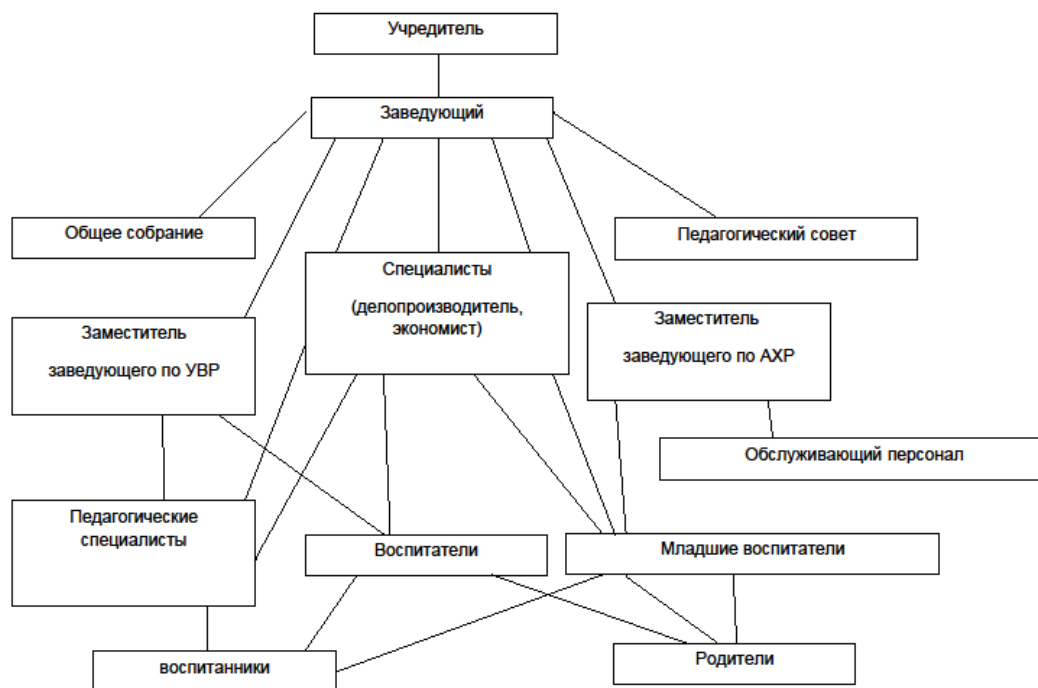 Учредитель
Заведующий
Общее собрание
Педагогический совет
Специалисты
(делопроизводитель,
экономист)
Заместитель
заведующего по УВР
Заместитель
заведующего по АХР
Обслуживающий персонал
Педагогические
специалисты
Воспитатели
Младшие воспитатели
воспитанники
Родители